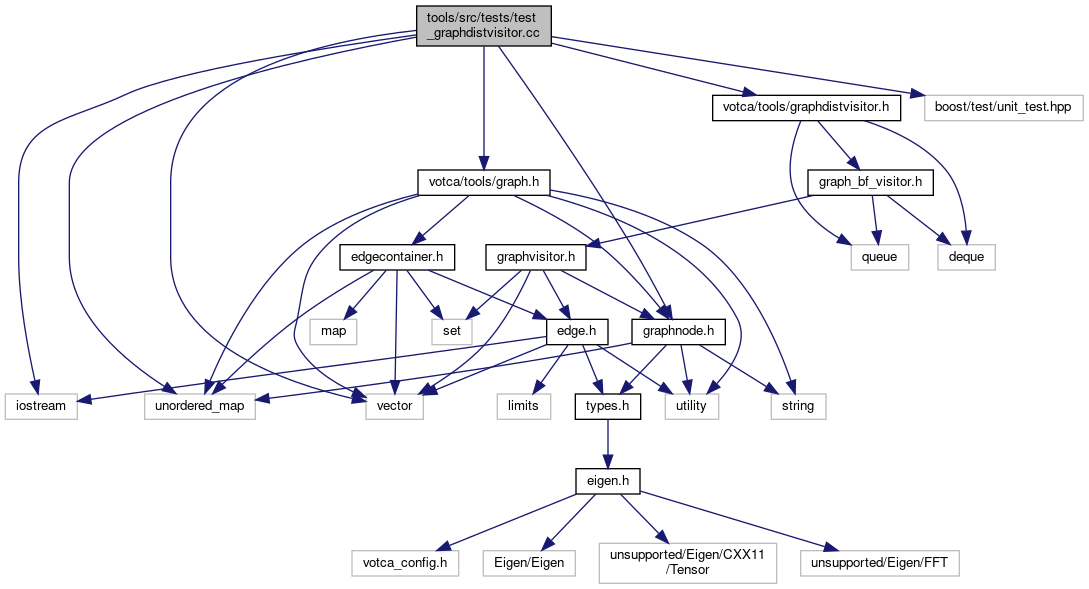 tools/src/tests/test
_graphdistvisitor.cc
votca/tools/graphdistvisitor.h
boost/test/unit_test.hpp
votca/tools/graph.h
graph_bf_visitor.h
edgecontainer.h
graphvisitor.h
queue
deque
map
set
edge.h
graphnode.h
iostream
unordered_map
vector
limits
types.h
utility
string
eigen.h
votca_config.h
Eigen/Eigen
unsupported/Eigen/CXX11
/Tensor
unsupported/Eigen/FFT